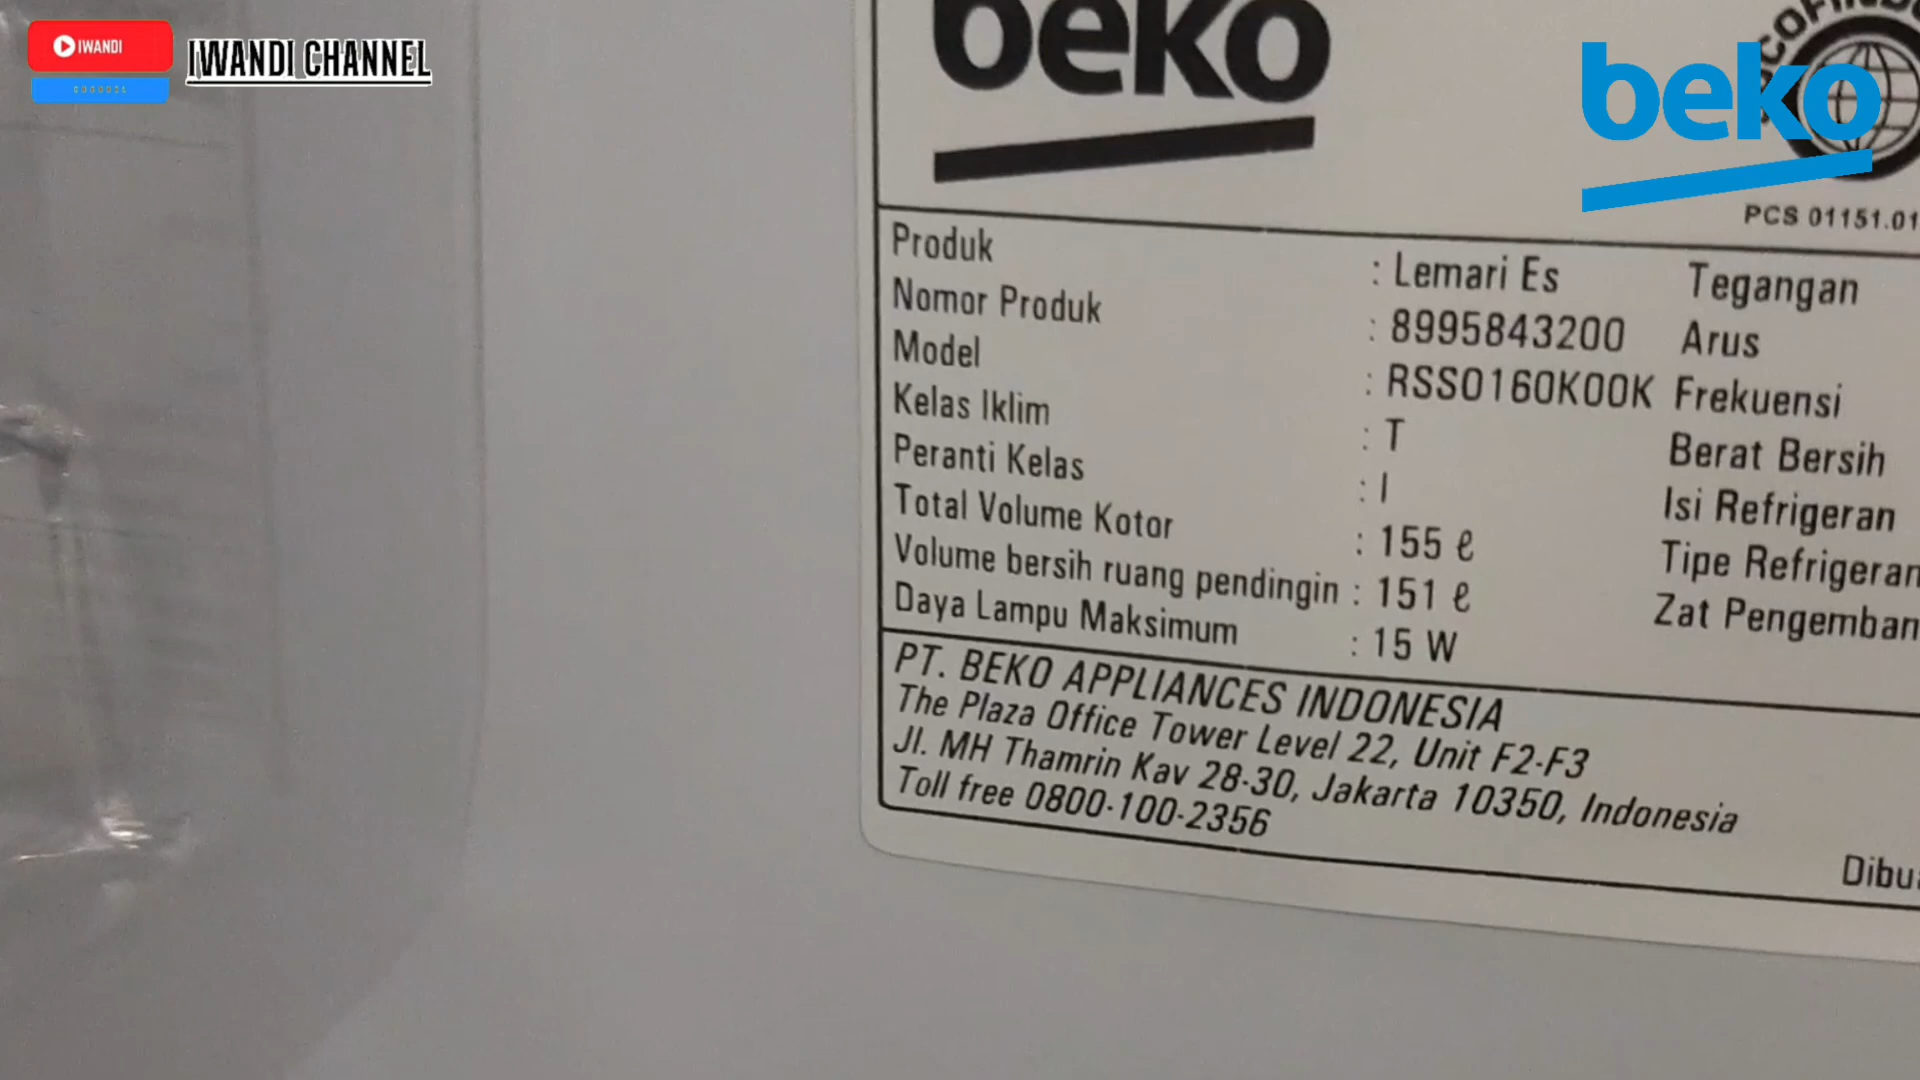 IWANDI
IWANDI CHANNEL
beko
beko
PCS 01151.01
Produk : Lemari Es
Nomor Produk : 8995843200
Model : RSSO160K00K
Kelas Iklim : T
Peranti Kelas : I
Total Volume Kotor : 155 ℓ
Volume bersih ruang pendingin : 151 ℓ
Daya Lampu Maksimum : 15 W
Tegangan
Arus
Frekuensi
Berat Bersih
Isi Refrigeran
Tipe Refrigeran
Zat Pengemban
PT. BEKO APPLIANCES INDONESIA
The Plaza Office Tower Level 22, Unit F2-F3
Jl. MH Thamrin Kav 28-30, Jakarta 10350, Indonesia
Toll free 0800-100-2356